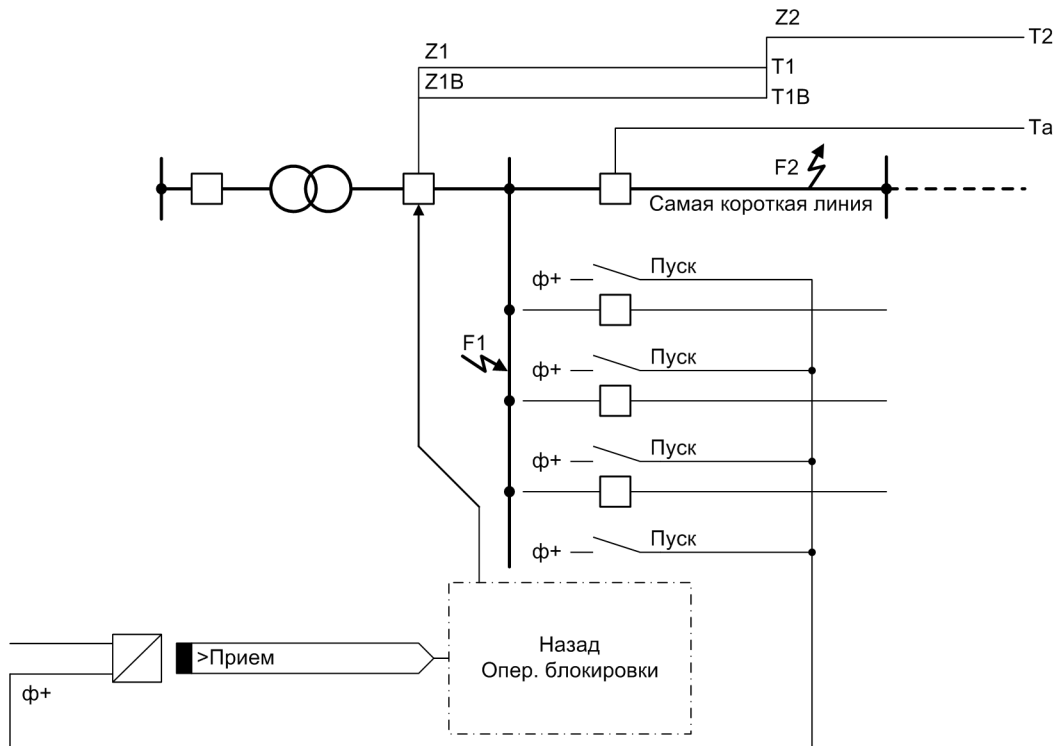 Z2
T2
Z1
T1
Z1B
T1B
Ta
F2
Самая короткая линия
ф+ Пуск
F1
ф+ Пуск
ф+ Пуск
ф+ Пуск
>Прием
Назад
Опер. блокировки
ф+